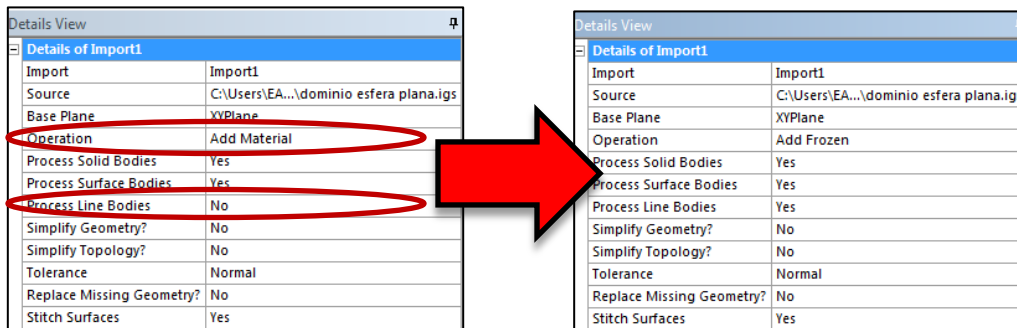 Details View
Details of Import1
Import Import1
Source C:\Users\EA...\dominio esfera plana.igs
Base Plane XYPlane
Operation Add Material
Process Solid Bodies Yes
Process Surface Bodies Yes
Process Line Bodies No
Simplify Geometry? No
Simplify Topology? No
Tolerance Normal
Replace Missing Geometry? No
Stitch Surfaces Yes
Details View
Details of Import1
Import Import1
Source C:\Users\EA...\dominio esfera plana.ig
Base Plane XYPlane
Operation Add Frozen
Process Solid Bodies Yes
Process Surface Bodies Yes
Process Line Bodies Yes
Simplify Geometry? No
Simplify Topology? No
Tolerance Normal
Replace Missing Geometry? No
Stitch Surfaces Yes